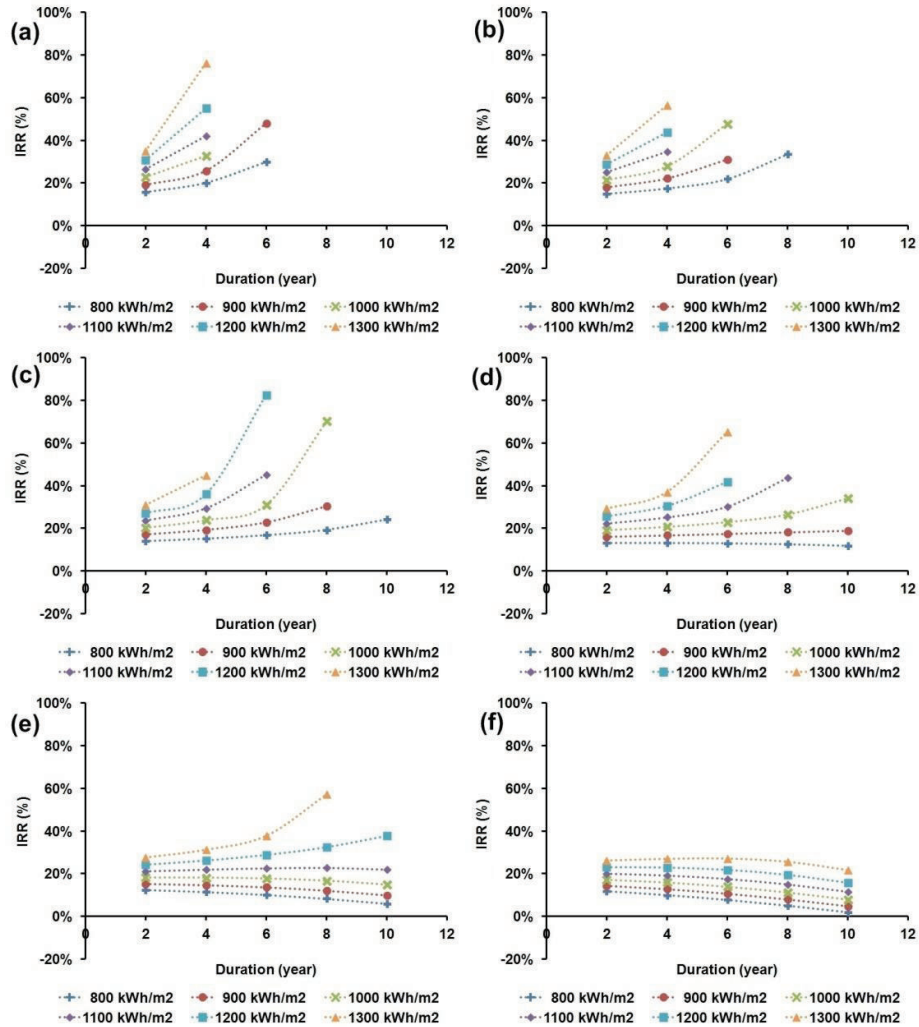 (a)
100%
80%
60%
40%
20%
0%
-20%
0 2 4 6 8 10 12
IRR (%)
Duration (year)
800 kWh/m2 900 kWh/m2 1000 kWh/m2
1100 kWh/m2 1200 kWh/m2 1300 kWh/m2
(b)
100%
80%
60%
40%
20%
0%
-20%
0 2 4 6 8 10 12
IRR (%)
Duration (year)
800 kWh/m2 900 kWh/m2 1000 kWh/m2
1100 kWh/m2 1200 kWh/m2 1300 kWh/m2
(c)
100%
80%
60%
40%
20%
0%
-20%
0 2 4 6 8 10 12
IRR (%)
Duration (year)
800 kWh/m2 900 kWh/m2 1000 kWh/m2
1100 kWh/m2 1200 kWh/m2 1300 kWh/m2
(d)
100%
80%
60%
40%
20%
0%
-20%
0 2 4 6 8 10 12
IRR (%)
Duration (year)
800 kWh/m2 900 kWh/m2 1000 kWh/m2
1100 kWh/m2 1200 kWh/m2 1300 kWh/m2
(e)
100%
80%
60%
40%
20%
0%
-20%
0 2 4 6 8 10 12
IRR (%)
Duration (year)
800 kWh/m2 900 kWh/m2 1000 kWh/m2
1100 kWh/m2 1200 kWh/m2 1300 kWh/m2
(f)
100%
80%
60%
40%
20%
0%
-20%
0 2 4 6 8 10 12
IRR (%)
Duration (year)
800 kWh/m2 900 kWh/m2 1000 kWh/m2
1100 kWh/m2 1200 kWh/m2 1300 kWh/m2